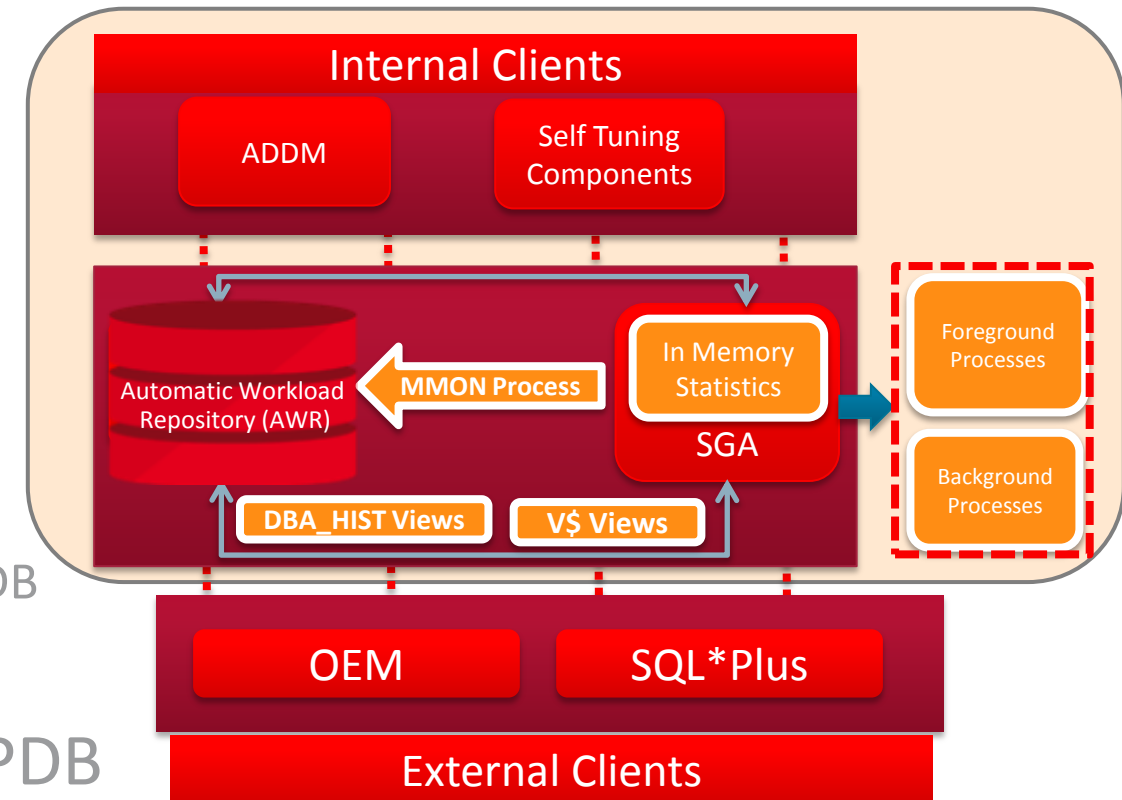 Internal Clients
ADDM
Self Tuning
Components
Automatic Workload
Repository (AWR)
MMON Process
In Memory
Statistics
SGA
Foreground
Processes
Background
Processes
DBA_HIST Views
V$ Views
DB
OEM
SQL*Plus
PDB
External Clients